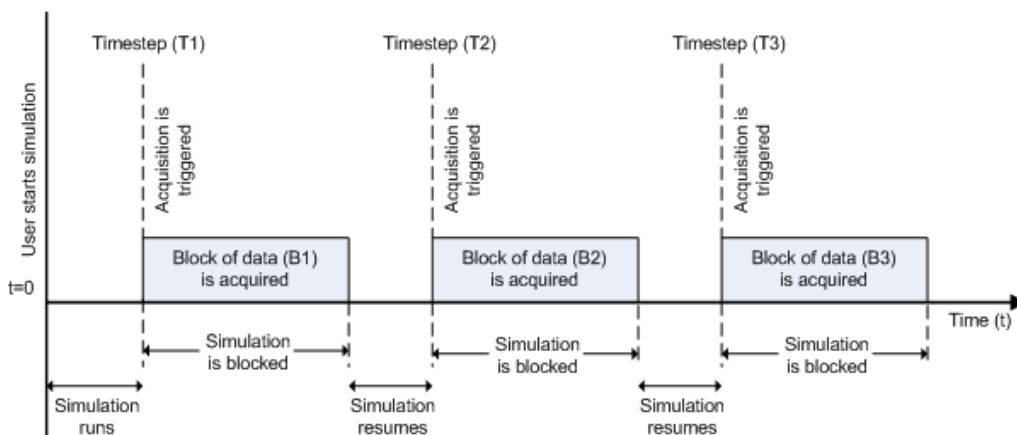 Timestep (T1)
Timestep (T2)
Timestep (T3)
User starts simulation
Acquisition is
triggered
Acquisition is
triggered
Acquisition is
triggered
Block of data (B1)
is acquired
Block of data (B2)
is acquired
Block of data (B3)
is acquired
t=0
Time (t)
Simulation
is blocked
Simulation
is blocked
Simulation
is blocked
Simulation
runs
Simulation
resumes
Simulation
resumes